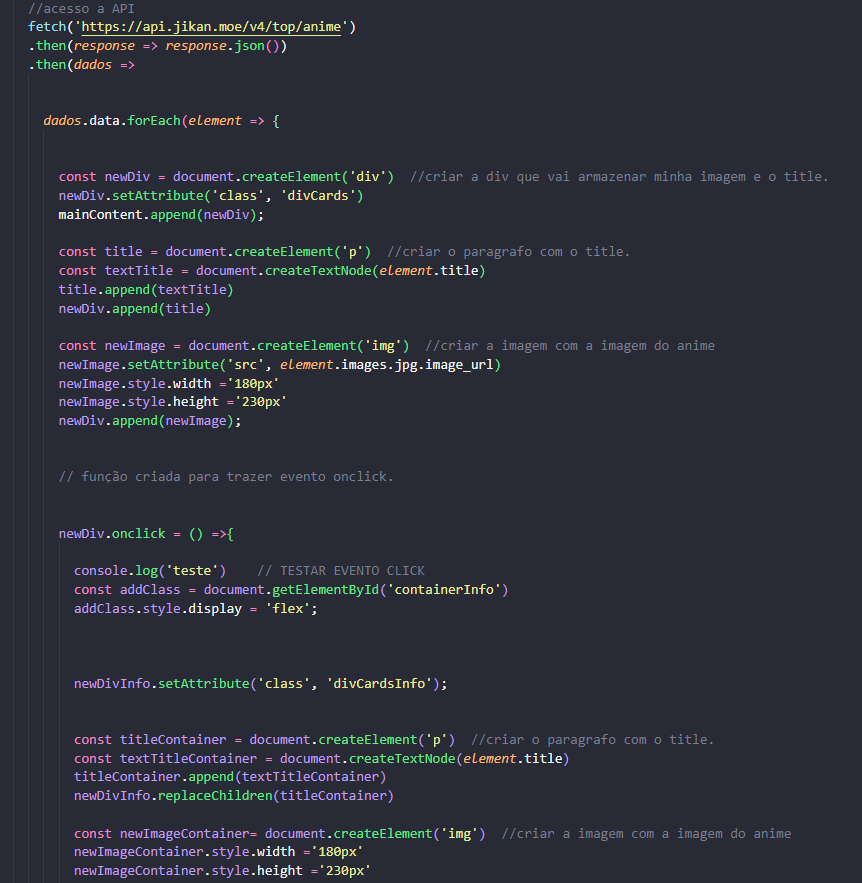 //acesso a API
fetch('https://api.jikan.moe/v4/top/anime')
.then(response => response.json())
.then(dados =>
dados.data.forEach(element => {
const newDiv = document.createElement('div')  //criar a div que vai armazenar minha imagem e o title.
newDiv.setAttribute('class', 'divCards')
mainContent.append(newDiv);
const title = document.createElement('p')  //criar o paragrafo com o title.
const textTitle = document.createTextNode(element.title)
title.append(textTitle)
newDiv.append(title)
const newImage = document.createElement('img')  //criar a imagem com a imagem do anime
newImage.setAttribute('src', element.images.jpg.image_url)
newImage.style.width ='180px'
newImage.style.height ='230px'
newDiv.append(newImage);
// função criada para trazer evento onclick.
newDiv.onclick = () =>{
console.log('teste')    // TESTAR EVENTO CLICK
const addClass = document.getElementById('containerInfo')
addClass.style.display = 'flex';
newDivInfo.setAttribute('class', 'divCardsInfo');
const titleContainer = document.createElement('p')  //criar o paragrafo com o title.
const textTitleContainer = document.createTextNode(element.title)
titleContainer.append(textTitleContainer)
newDivInfo.replaceChildren(titleContainer)
const newImageContainer= document.createElement('img')  //criar a imagem com a imagem do anime
newImageContainer.style.width ='180px'
newImageContainer.style.height ='230px'